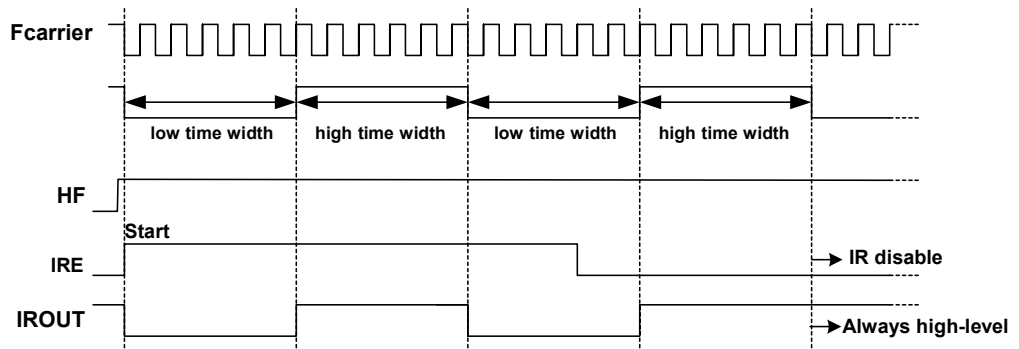 Fcarrier
low time width
high time width
low time width
high time width
HF
Start
IRE
IR disable
IROUT
Always high-level